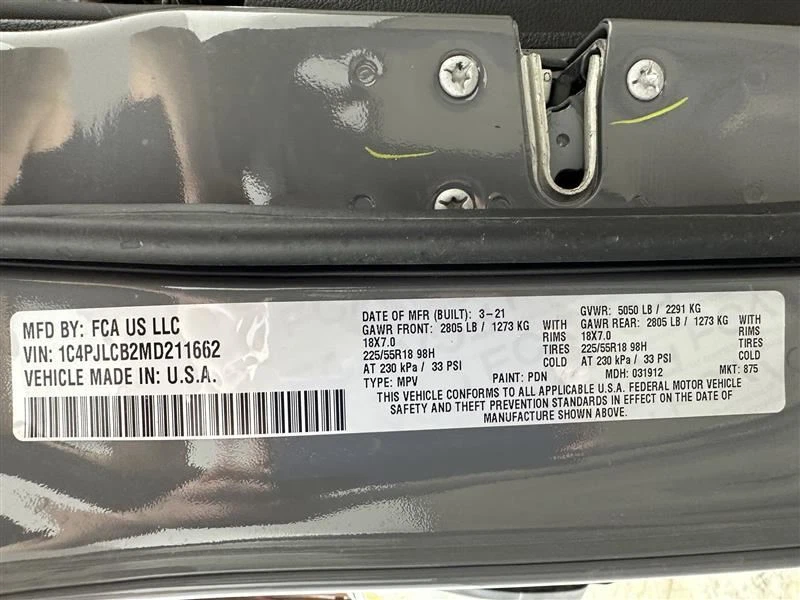 MFD BY: FCA US LLC
VIN: 1C4PJLCB2MD211662
VEHICLE MADE IN: U.S.A.
DATE OF MFR (BUILT): 3-21 GVWR: 5050 LB / 2291 KG
GAWR FRONT: 2805 LB / 1273 KG WITH GAWR REAR: 2805 LB / 1273 KG WITH
18X7.0 RIMS 18X7.0 RIMS
225/55R18 98H TIRES 225/55R18 98H TIRES
AT 230 kPa / 33 PSI COLD AT 230 kPa / 33 PSI COLD
TYPE: MPV PAINT: PDN MDH: 031912 MKT: 875
THIS VEHICLE CONFORMS TO ALL APPLICABLE U.S.A. FEDERAL MOTOR VEHICLE
SAFETY AND THEFT PREVENTION STANDARDS IN EFFECT ON THE DATE OF
MANUFACTURE SHOWN ABOVE.